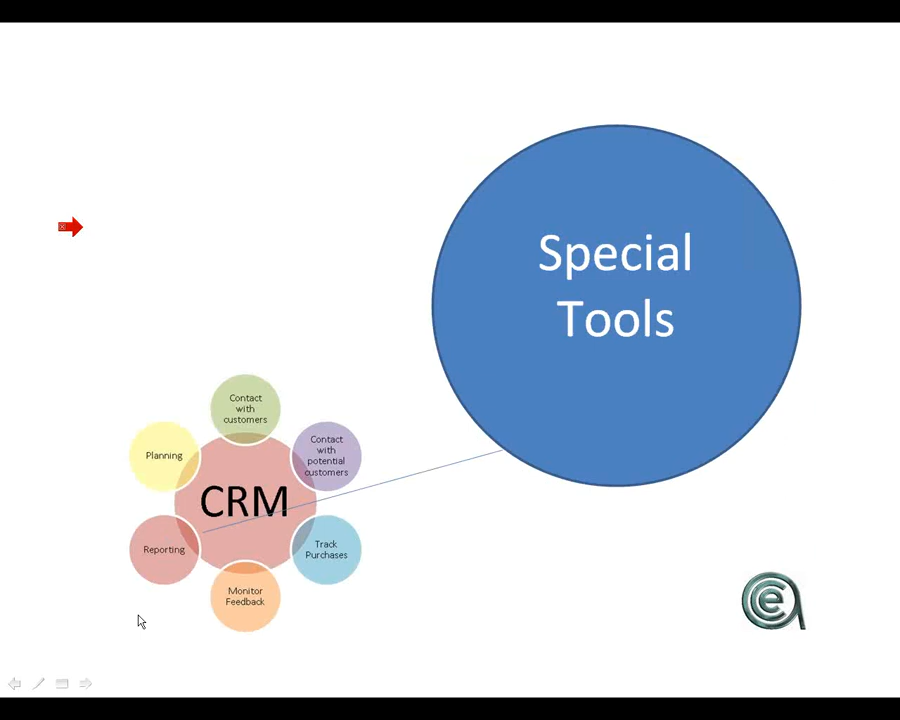 Special
Tools
Contact
with
customers
Contact
with
potential
customers
Planning
CRM
Reporting
Track
Purchases
Monitor
Feedback